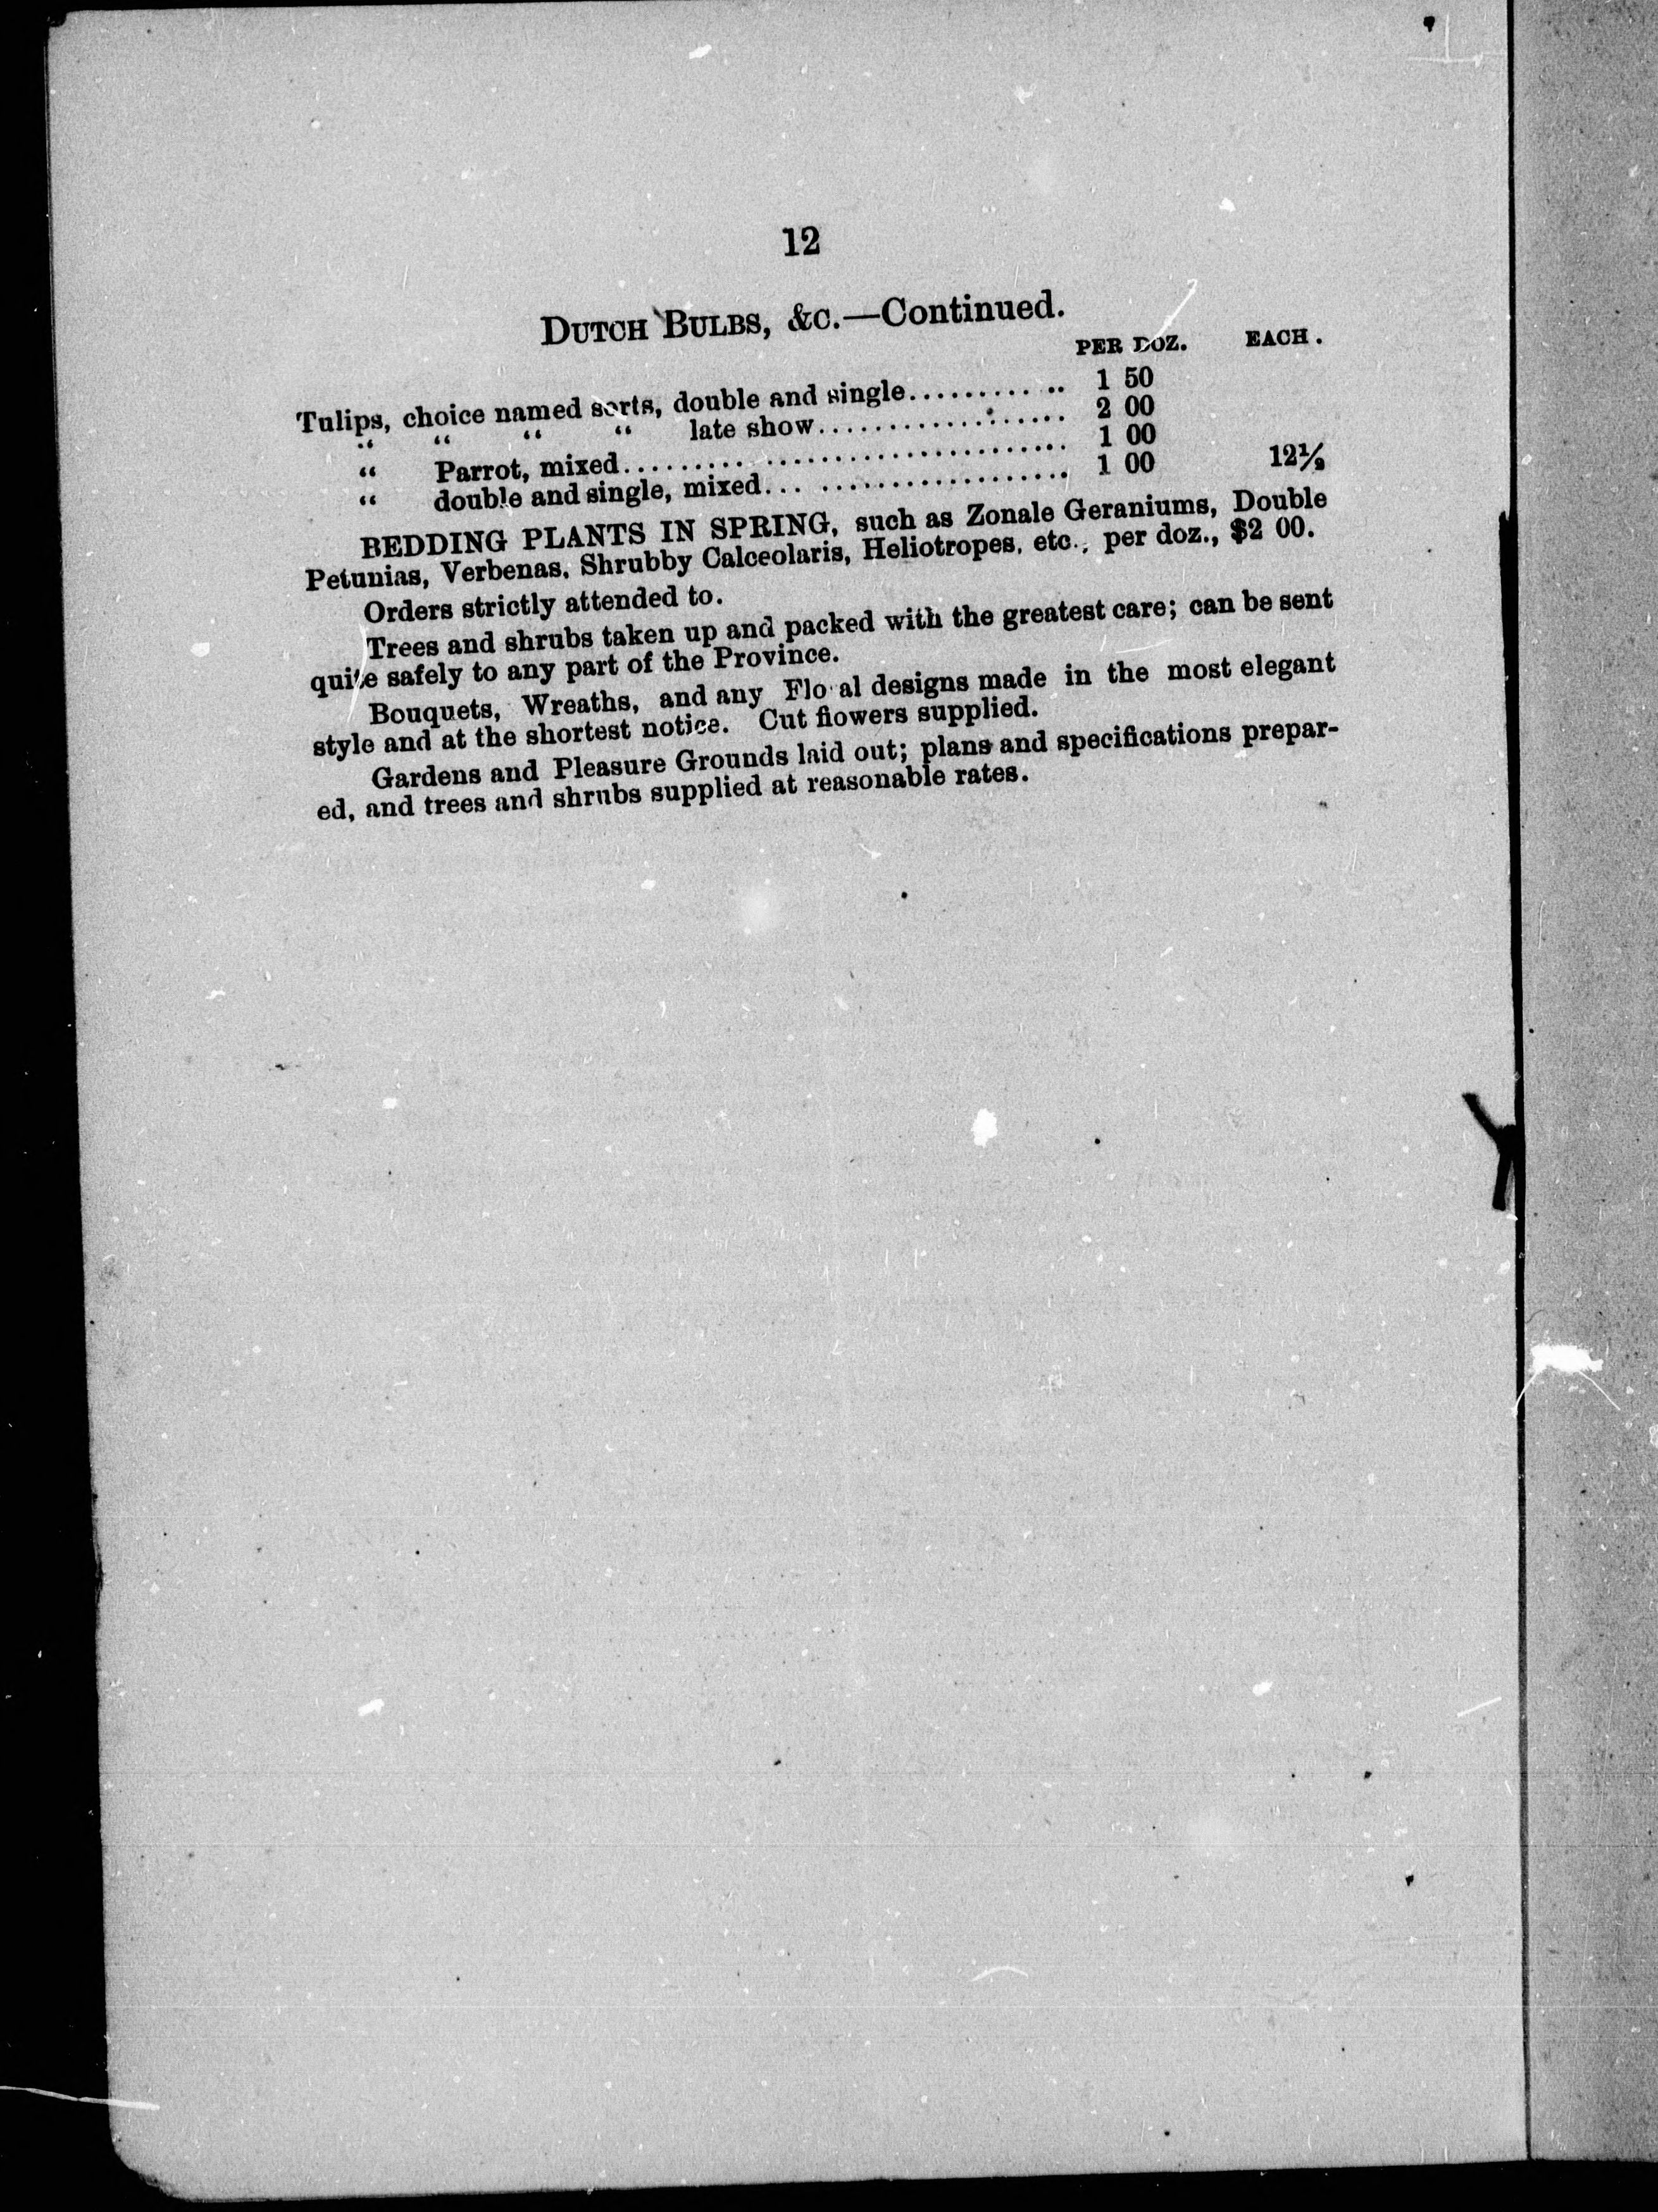 12
DUTCH BULBS, &C.—Continued.
PER DOZ. EACH.
Tulips, choice named sorts, double and single............ 1 50
“ “ “ “ late show.................... 2 00
“ Parrot, mixed.................................... 1 00
“ double and single, mixed... ................... 1 00 12½
BEDDING PLANTS IN SPRING, such as Zonale Geraniums, Double
Petunias, Verbenas, Shrubby Calceolaris, Heliotropes, etc., per doz., $2 00.
Orders strictly attended to.
Trees and shrubs taken up and packed with the greatest care; can be sent
quite safely to any part of the Province.
Bouquets, Wreaths, and any Flo al designs made in the most elegant
style and at the shortest notice. Cut flowers supplied.
Gardens and Pleasure Grounds laid out; plans and specifications prepar-
ed, and trees and shrubs supplied at reasonable rates.